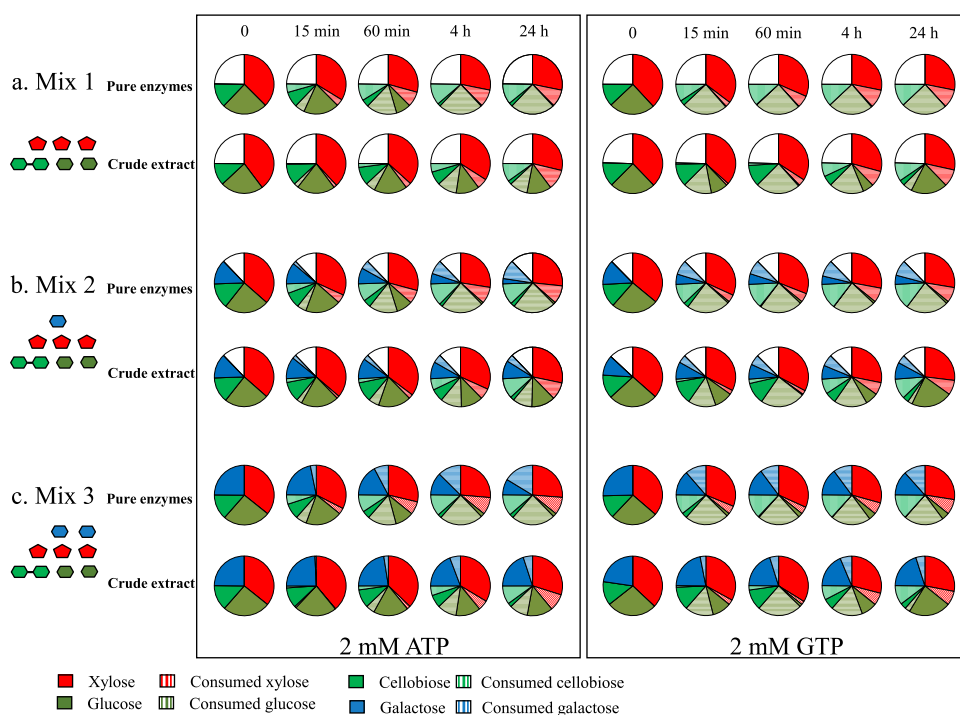 0 15 min 60 min 4 h 24 h 0 15 min 60 min 4 h 24 h
a. Mix 1 Pure enzymes
Crude extract
b. Mix 2 Pure enzymes
Crude extract
c. Mix 3 Pure enzymes
Crude extract
2 mM ATP 2 mM GTP
Xylose Consumed xylose Cellobiose Consumed cellobiose
Glucose Consumed glucose Galactose Consumed galactose